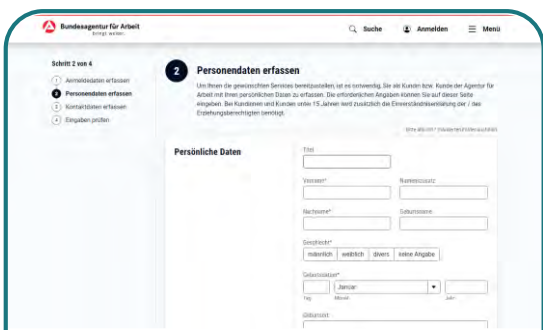 Bundesagentur für Arbeit
bringt weiter.
Suche
Anmelden
Menü
Schritt 2 von 4
1 Anmeldedaten erfassen
2 Personendaten erfassen
3 Kontaktdaten erfassen
4 Eingaben prüfen
2 Personendaten erfassen
Um Ihnen die gewünschten Services bereitzustellen, ist es notwendig, Sie als Kundin bzw. Kunde der Agentur für
Arbeit mit Ihren persönlichen Daten zu erfassen. Die erforderlichen Angaben können Sie auf dieser Seite
eingeben. Bei Kundinnen und Kunden unter 15 Jahren wird zusätzlich die Einverständniserklärung der / des
Erziehungsberechtigten benötigt.
Persönliche Daten
Titel
Vorname* Namenszusatz
Nachname* Geburtsname
Geschlecht*
männlich weiblich divers keine Angabe
Geburtsdatum*
Januar
Tag Monat Jahr
Geburtsort